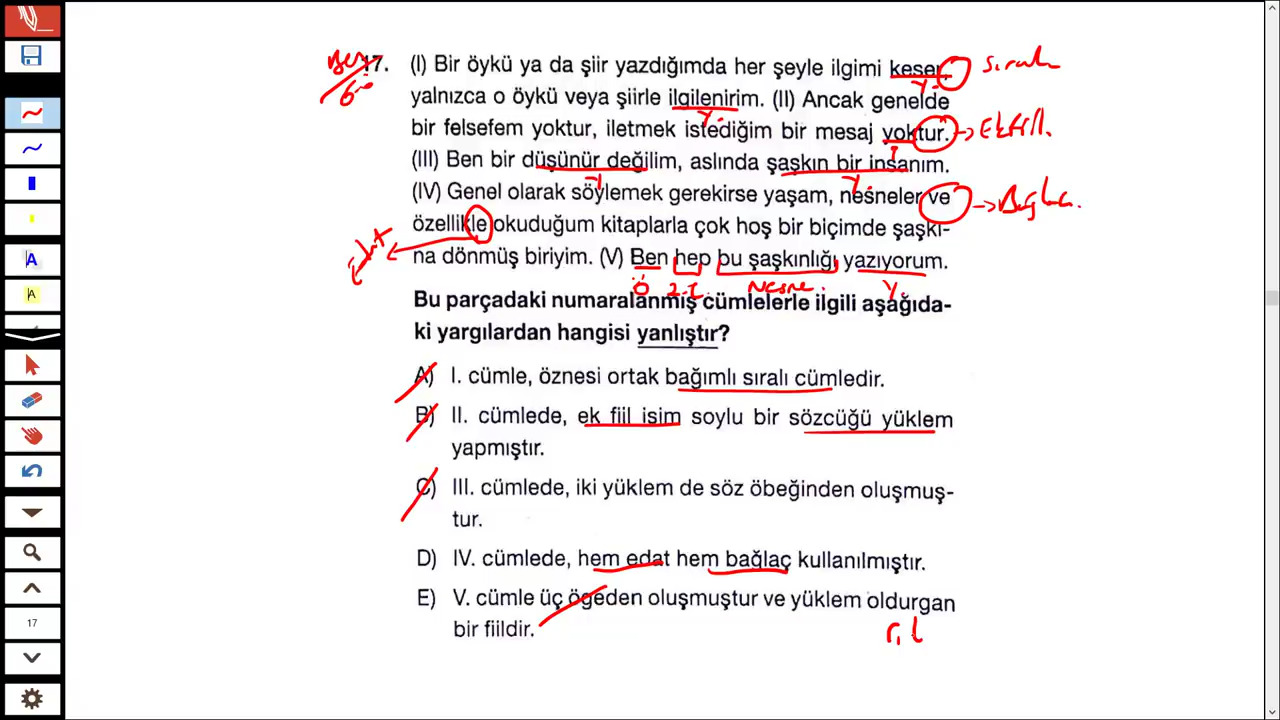 17. (I) Bir öykü ya da şiir yazdığımda her şeyle ilgimi keser, sıralı
yalnızca o öykü veya şiirle ilgilenirim. (II) Ancak genelde
bir felsefem yoktur, iletmek istediğim bir mesaj yoktur. Ekfiil.
(III) Ben bir düşünür değilim, aslında şaşkın bir insanım.
(IV) Genel olarak söylemek gerekirse yaşam, nesneler ve
özellikle okuduğum kitaplarla çok hoş bir biçimde şaşkı-
na dönmüş biriyim. (V) Ben hep bu şaşkınlığı yazıyorum.
Ö Z.T. Nesne. Y
Bu parçadaki numaralanmış cümlelerle ilgili aşağıda-
ki yargılardan hangisi yanlıştır?
A) I. cümle, öznesi ortak bağımlı sıralı cümledir.
B) II. cümlede, ek fiil isim soylu bir sözcüğü yüklem
yapmıştır.
C) III. cümlede, iki yüklem de söz öbeğinden oluşmuş-
tur.
D) IV. cümlede, hem edat hem bağlaç kullanılmıştır.
E) V. cümle üç ögeden oluşmuştur ve yüklem oldurgan
bir fiildir.
A
A
17